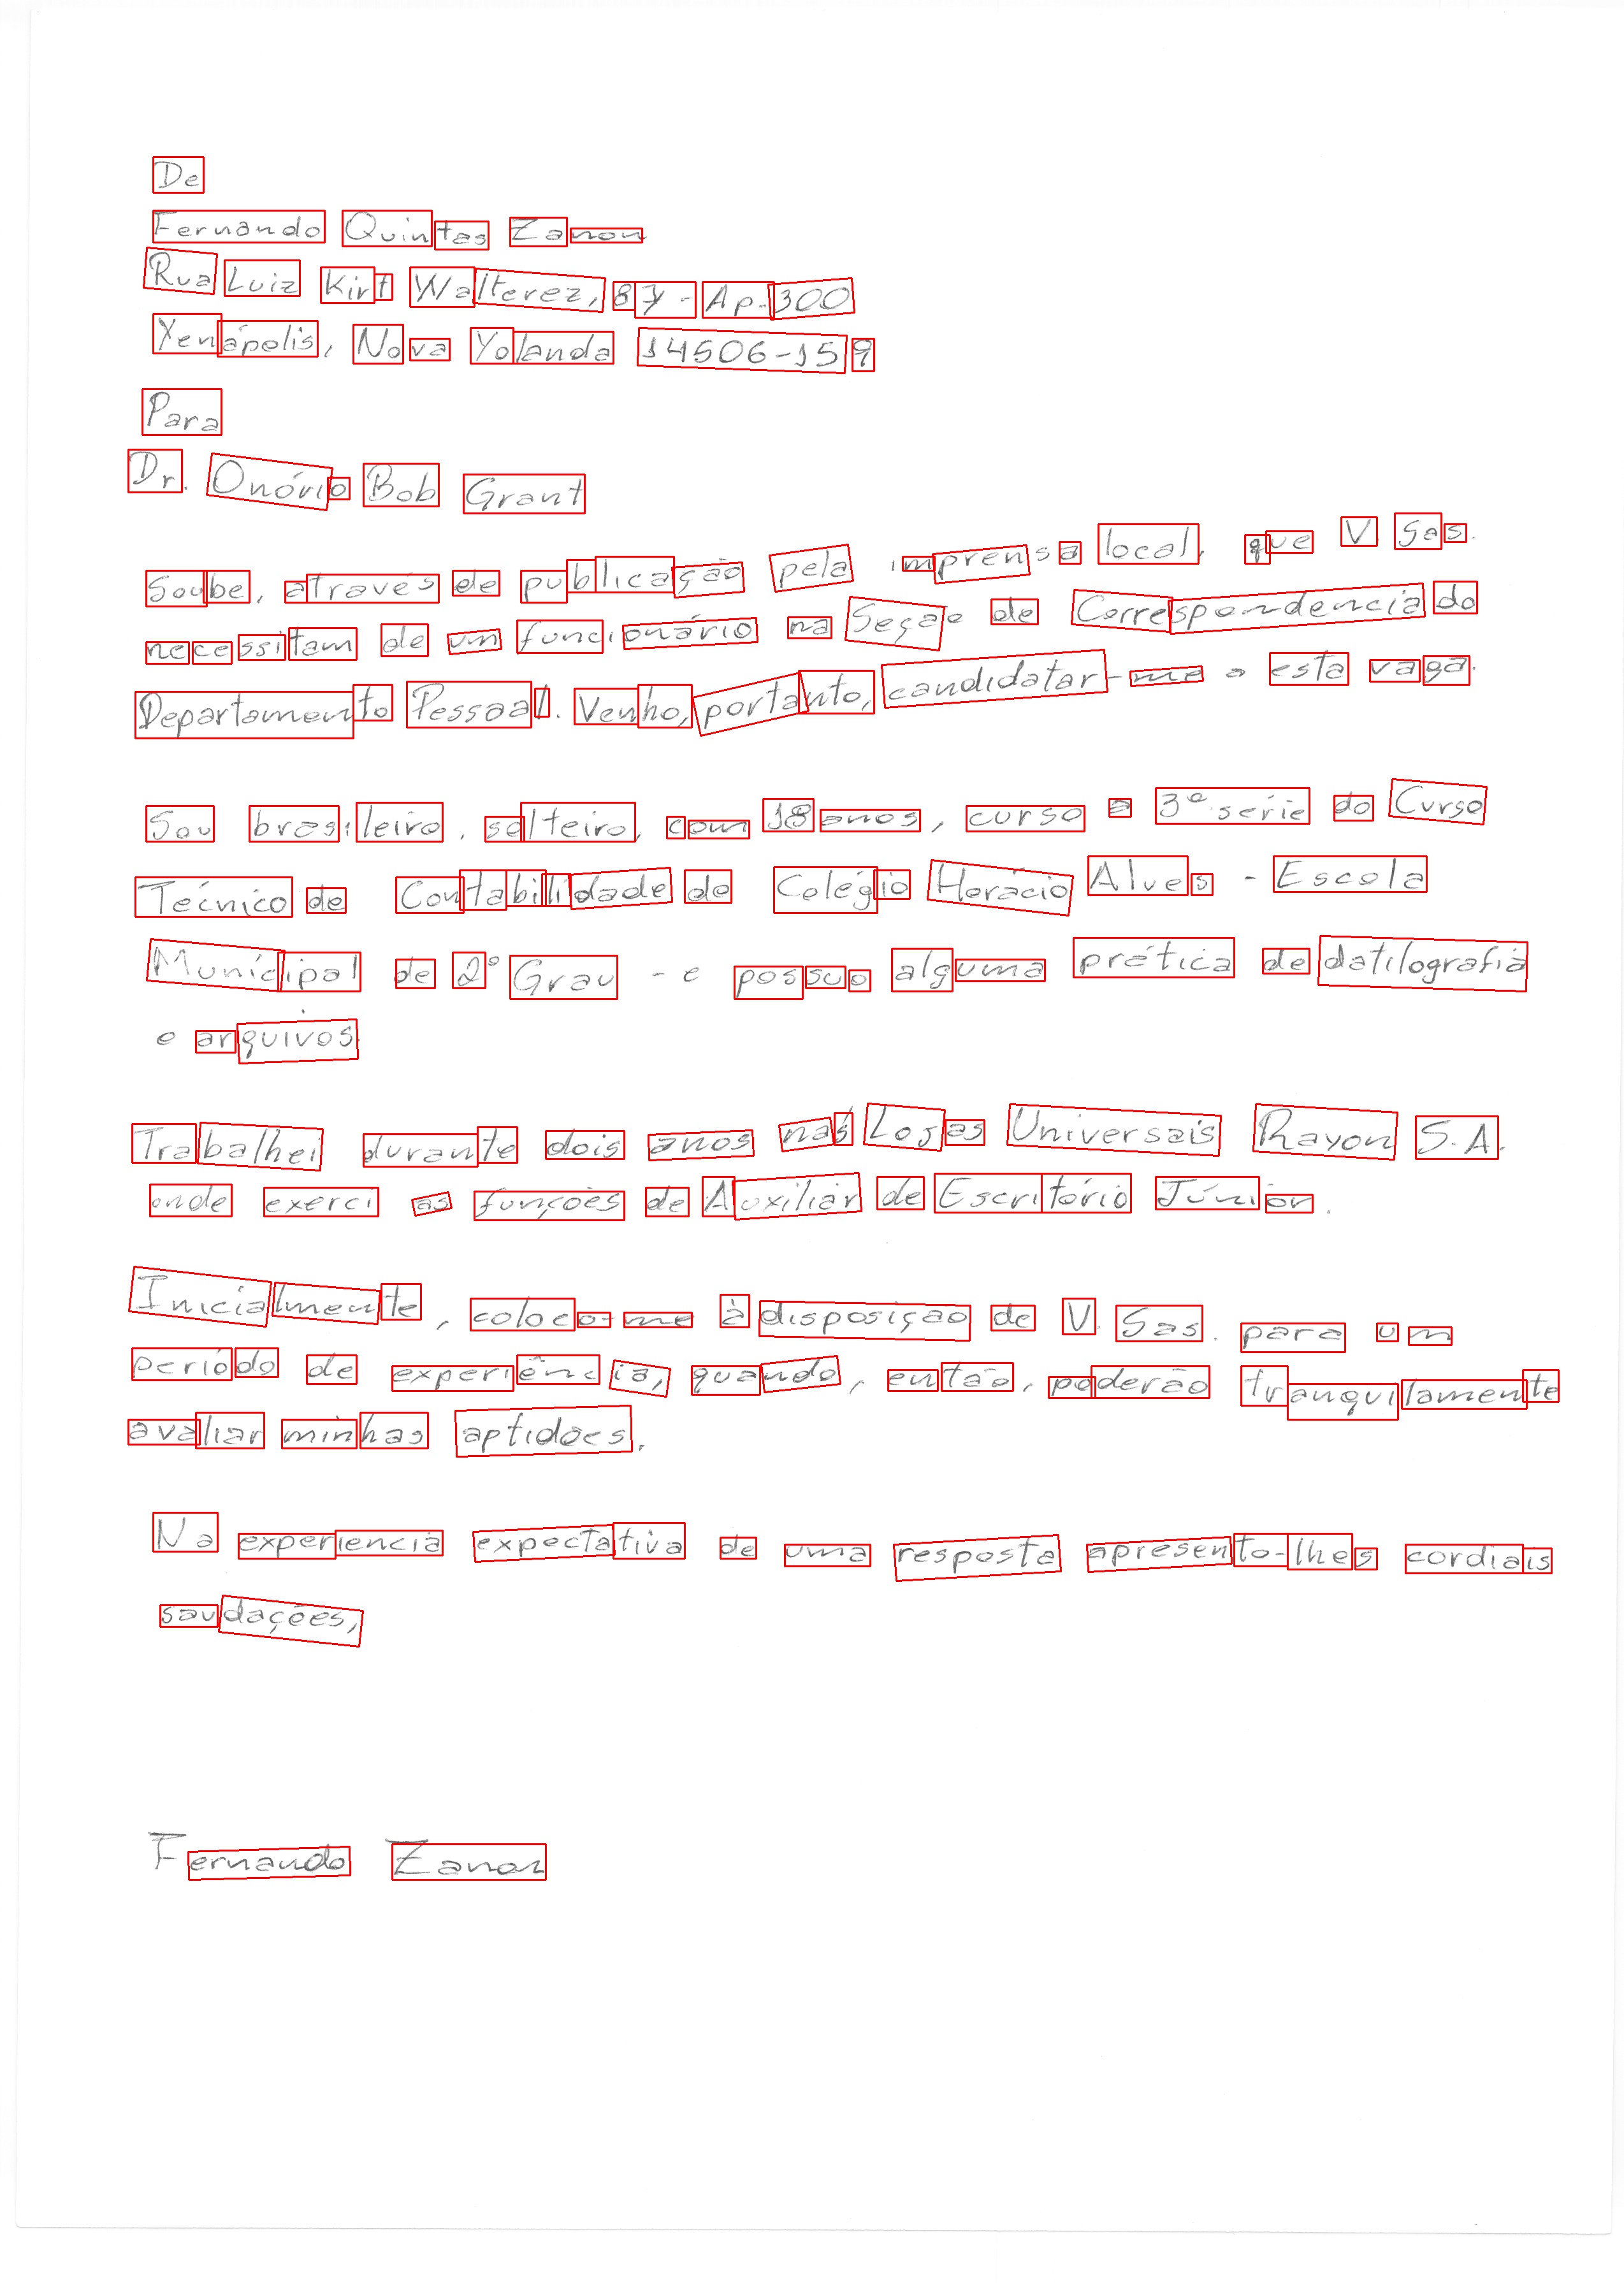 De
Fernando Quintas Zanon
Rua Luiz Kirt Walterez, 87 - Ap. 300
Xenápolis, Nova Yolanda 14506-159
Para
Dr. Onório Bob Grant
Soube, através de publicação pela imprensa local, que V. Sas.
necessitam de um funcionário na Seção de Correspondencia do
Departamento Pessoal. Venho, portanto, candidatar-me a esta vaga.
Sou brasileiro, solteiro, com 18 anos, curso a 3ª série do Curso
Técnico de Contabilidade do Colégio Horácio Alves - Escola
Municipal de 2º Grau - e possuo alguma prática de datilografia
e arquivos.
Trabalhei durante dois anos nas Lojas Universais Rayon S.A.
onde exerci as funções de Auxiliar de Escritório Júnior.
Inicialmente, coloco-me à disposição de V. Sas. para um
período de experiência, quando, então, poderão tranquilamente
avaliar minhas aptidões.
Na experiencia expectativa de uma resposta apresento-lhes cordiais
saudações,
Fernando Zanon